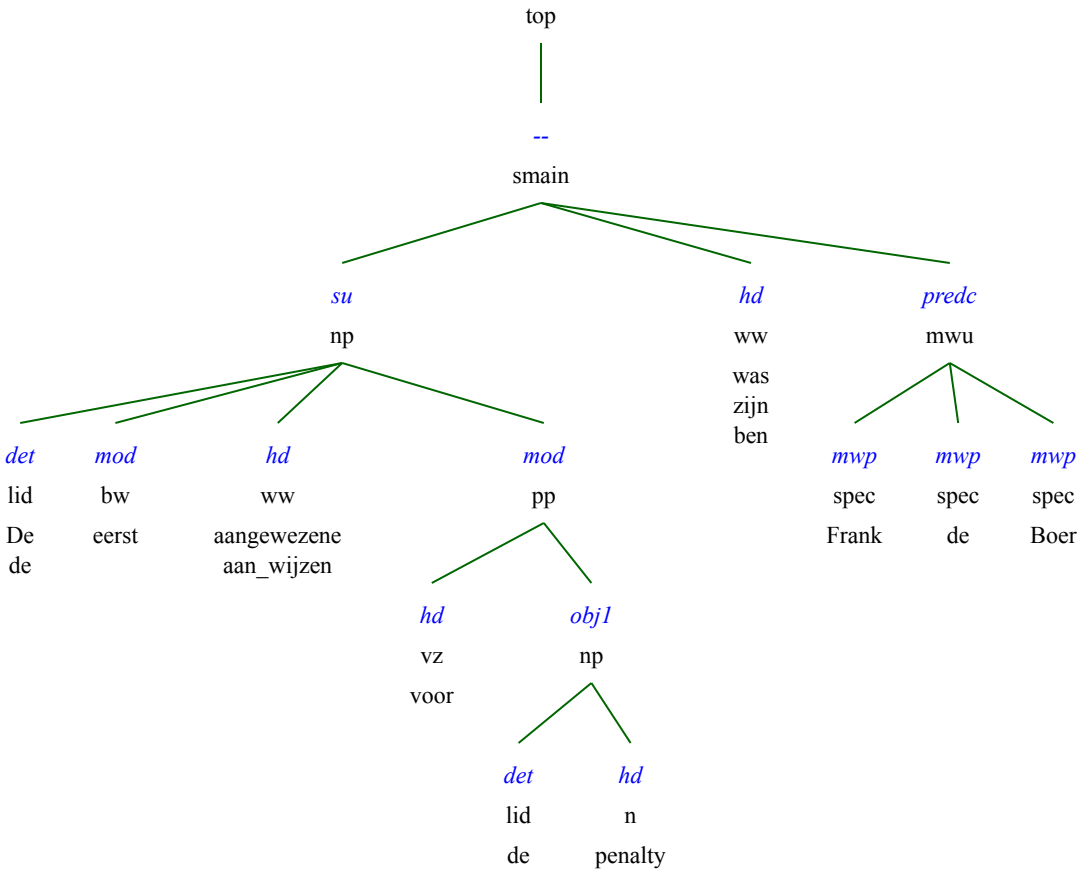 top
--
smain
su hd predc
np ww mwu
was
zijn
ben
det mod hd mod mwp mwp mwp
lid bw ww pp spec spec spec
De eerst aangewezene Frank de Boer
de aan_wijzen
hd obj1
vz np
voor
det hd
lid n
de penalty